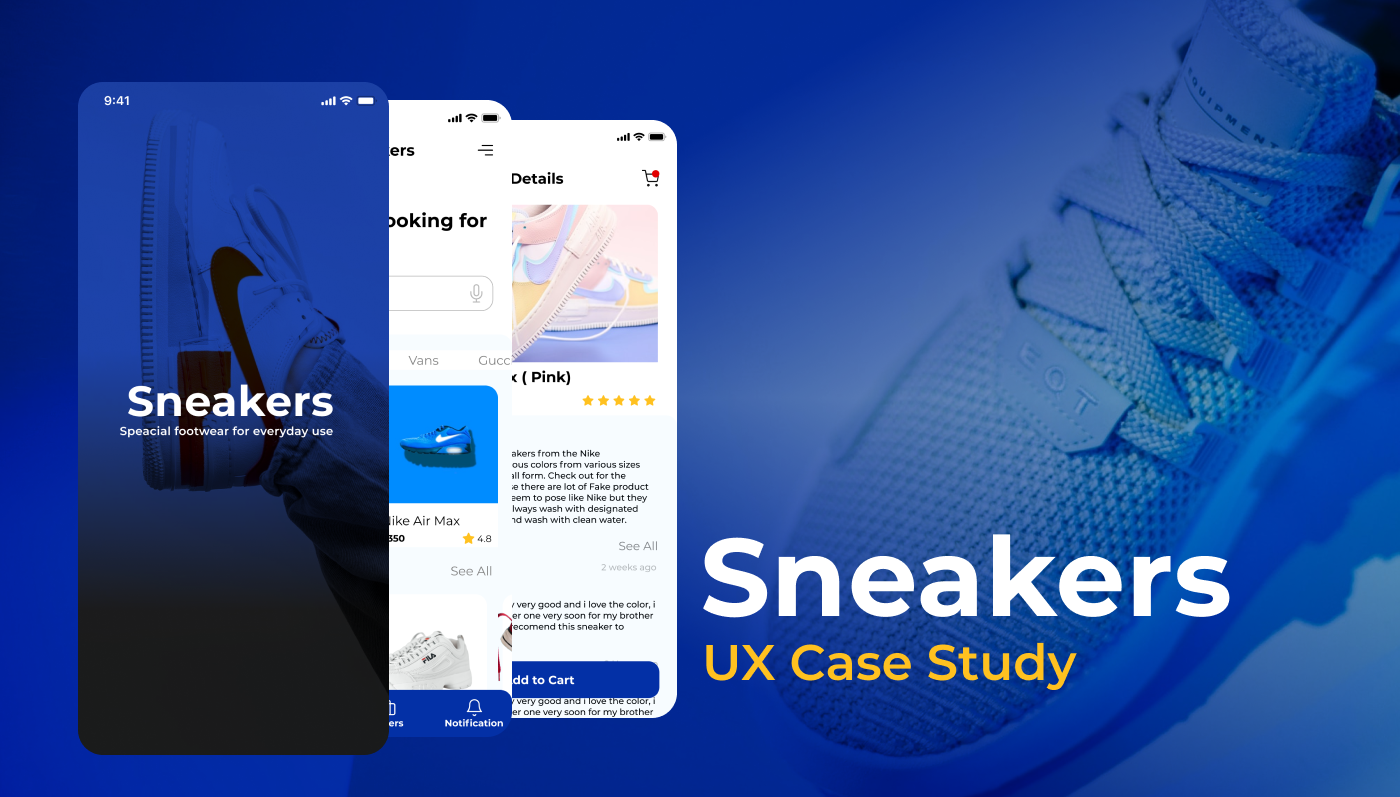 9:41
Sneakers
Speacial footwear for everyday use
ers
ooking for
Vans
Gucc
Nike Air Max
350
4.8
See All
FILA
ers
Notification
Details
x ( Pink)
akers from the Nike
ous colors from various sizes
all form. Check out for the
se there are lot of Fake product
eem to pose like Nike but they
lways wash with designated
nd wash with clean water.
See All
2 weeks ago
y very good and i love the color, i
er one very soon for my brother
recomend this sneaker to
Add to Cart
y very good and i love the color, i
er one very soon for my brother
EQUIPMENT
EQT
Sneakers
UX Case Study